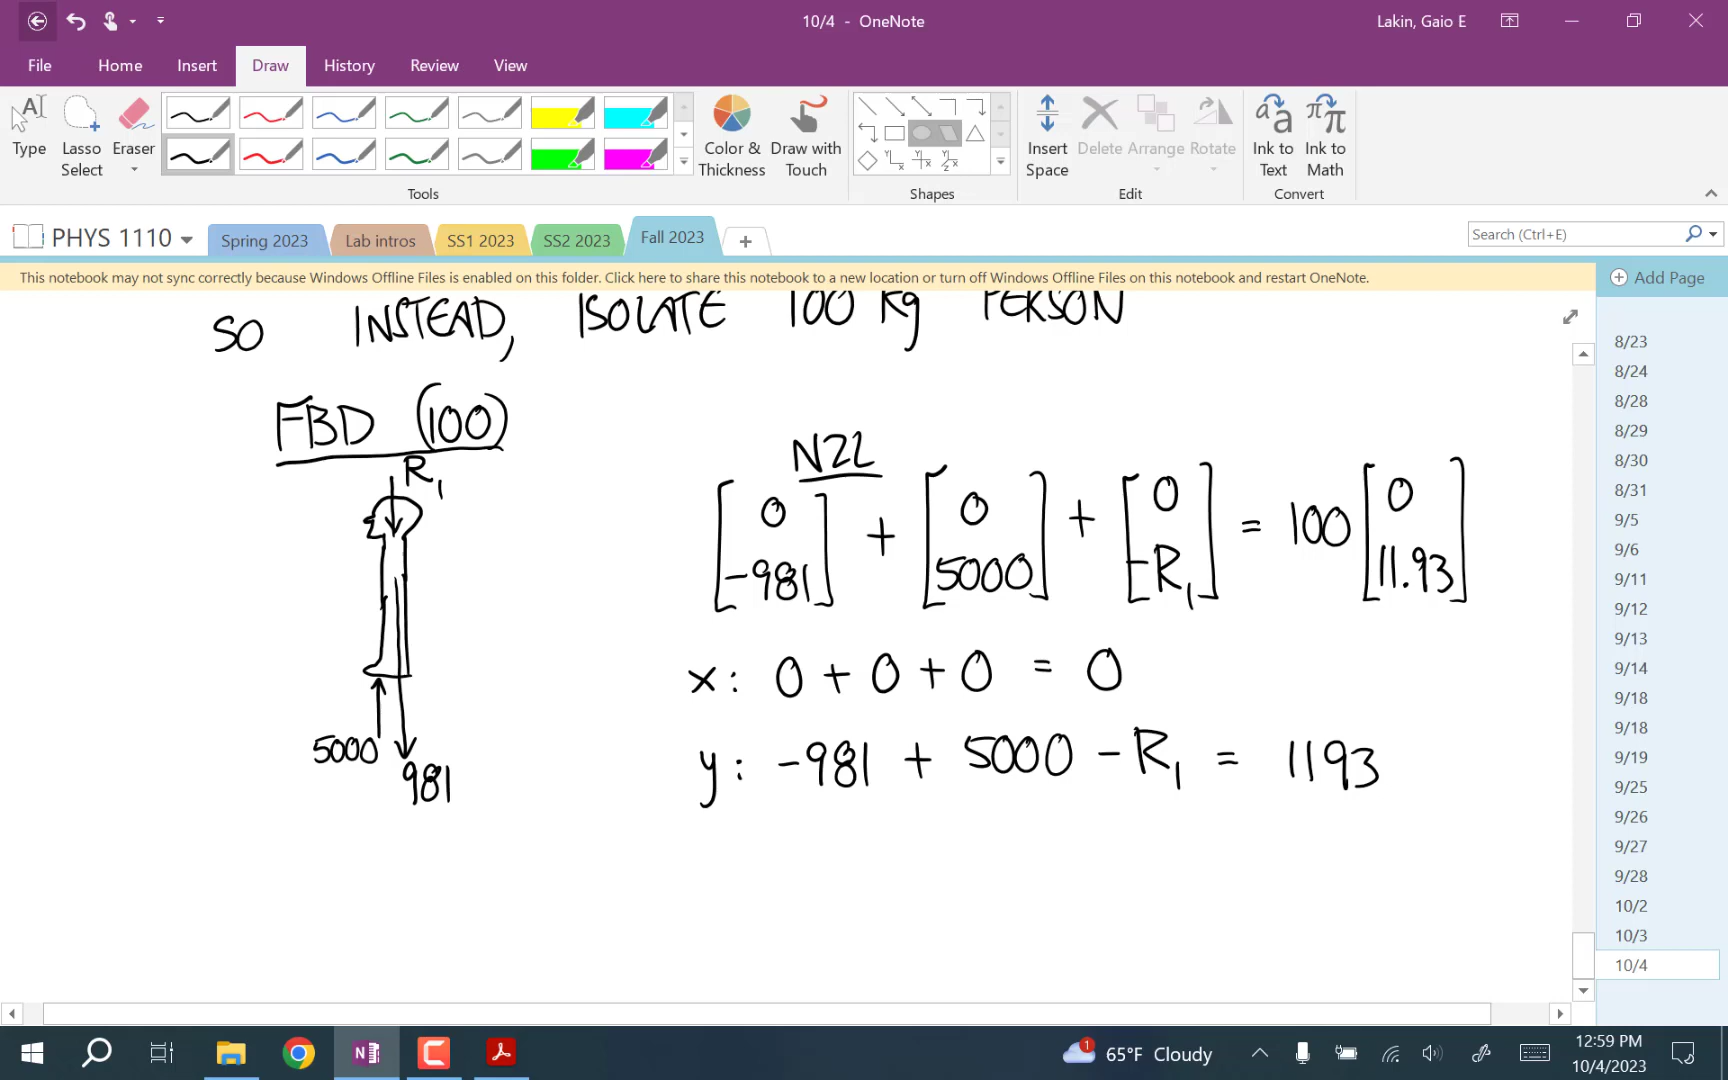 10/4 - OneNote
Lakin, Gaio E
File Home Insert Draw History Review View
Type
Lasso Select
Eraser
Color & Thickness
Draw with Touch
Insert Space
Delete
Arrange
Rotate
Ink to Text
Ink to Math
Tools
Shapes
Edit
Convert
PHYS 1110
Spring 2023
Lab intros
SS1 2023
SS2 2023
Fall 2023
Search (Ctrl+E)
This notebook may not sync correctly because Windows Offline Files is enabled on this folder. Click here to share this notebook to a new location or turn off Windows Offline Files on this notebook and restart OneNote.
Add Page
SO INSTEAD, ISOLATE 100 Kg PERSON
FBD (100)
R₁
5000
981
N2L
[0 -981] + [0 5000] + [0 -R₁] = 100 [0 11.93]
x: 0 + 0 + 0 = 0
y: -981 + 5000 - R₁ = 1193
8/23
8/24
8/28
8/29
8/30
8/31
9/5
9/6
9/11
9/12
9/13
9/14
9/18
9/18
9/19
9/25
9/26
9/27
9/28
10/2
10/3
10/4
1
65°F Cloudy
12:59 PM
10/4/2023